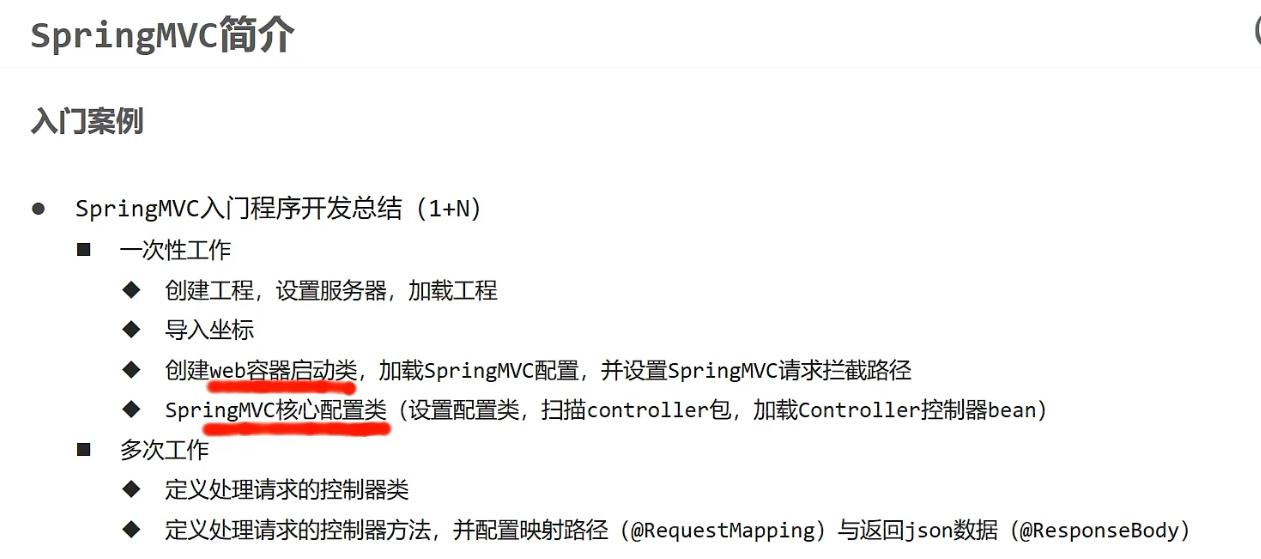 SpringMVC简介
入门案例
SpringMVC入门程序开发总结（1+N）
一次性工作
创建工程，设置服务器，加载工程
导入坐标
创建web容器启动类，加载SpringMVC配置，并设置SpringMVC请求拦截路径
SpringMVC核心配置类（设置配置类，扫描controller包，加载Controller控制器bean）
多次工作
定义处理请求的控制器类
定义处理请求的控制器方法，并配置映射路径（@RequestMapping）与返回json数据（@ResponseBody）